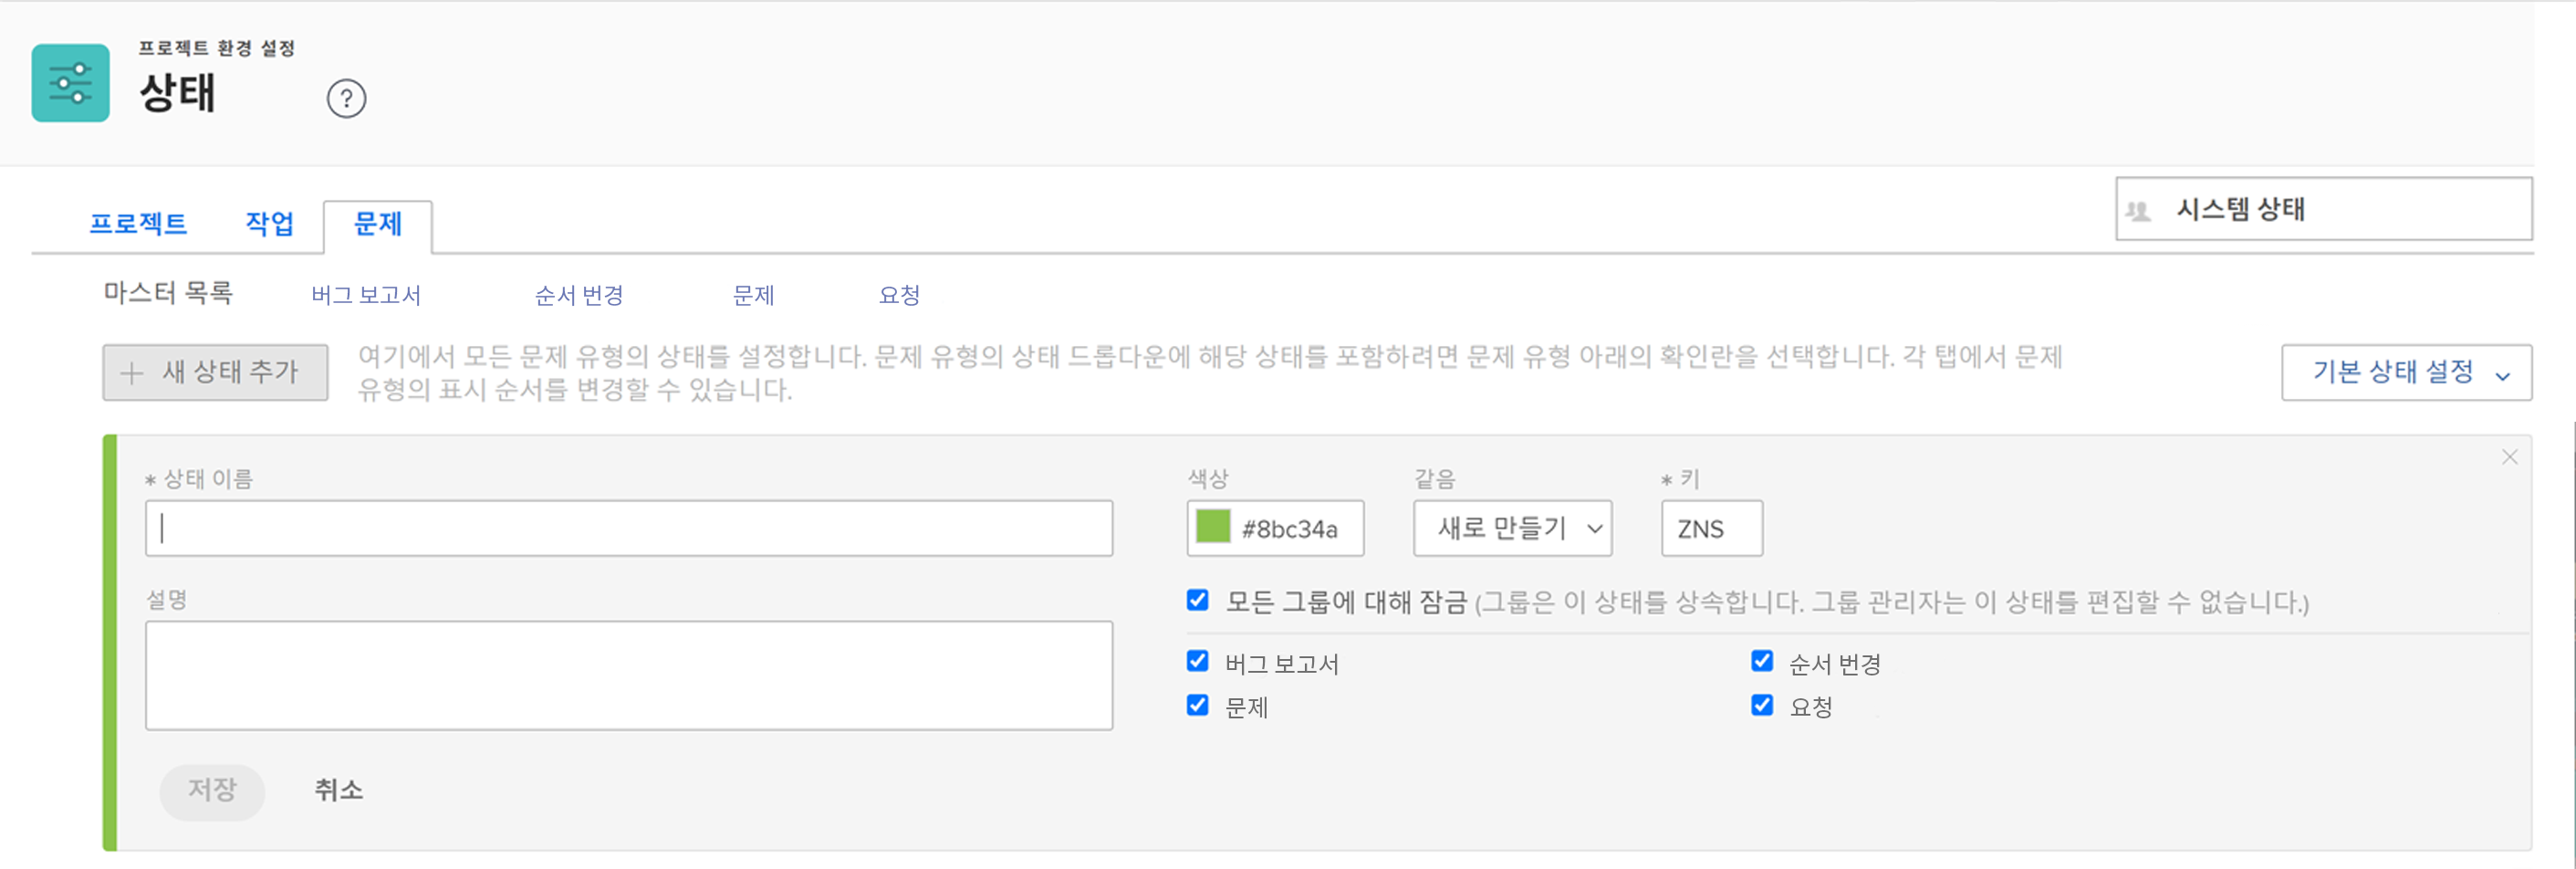 프로젝트 환경 설정
상태
?
프로젝트 작업 문제
시스템 상태
마스터 목록 버그 보고서 순서 변경 문제 요청
+ 새 상태 추가
여기에서 모든 문제 유형의 상태를 설정합니다. 문제 유형의 상태 드롭다운에 해당 상태를 포함하려면 문제 유형 아래의 확인란을 선택합니다. 각 탭에서 문제
유형의 표시 순서를 변경할 수 있습니다.
기본 상태 설정
* 상태 이름
색상 같음 * 키
#8bc34a 새로 만들기 ZNS
설명
모든 그룹에 대해 잠금 (그룹은 이 상태를 상속합니다. 그룹 관리자는 이 상태를 편집할 수 없습니다.)
버그 보고서 순서 변경
문제 요청
저장 취소